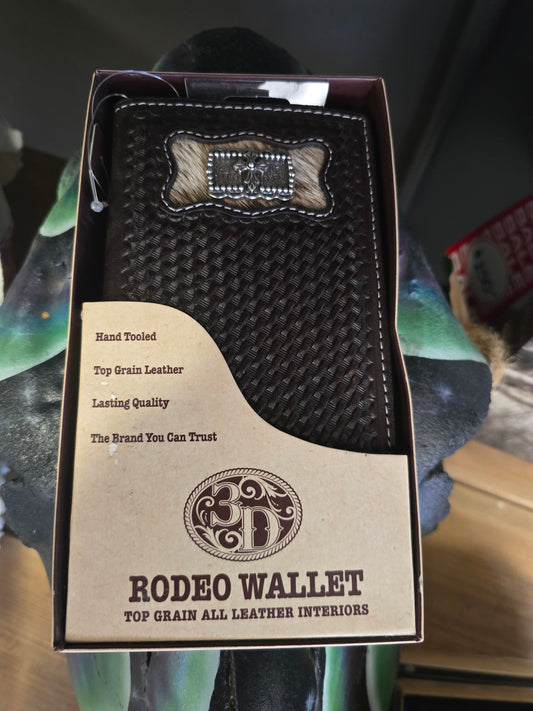 Hand Tooled
Top Grain Leather
Lasting Quality
The Brand You Can Trust
3D
RODEO WALLET
TOP GRAIN ALL LEATHER INTERIORS